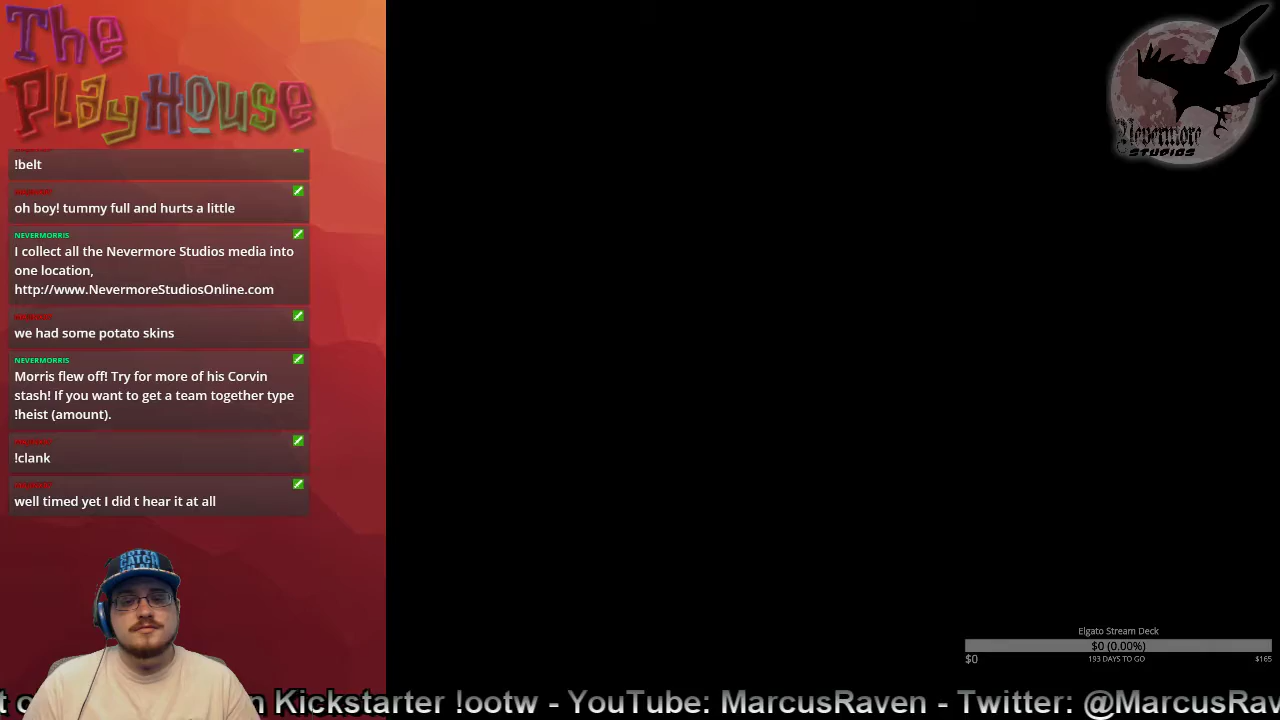 The
PlayHouse
!belt
oh boy! tummy full and hurts a little
NEVERMORRIS
I collect all the Nevermore Studios media into
one location,
http://www.NevermoreStudiosOnline.com
we had some potato skins
NEVERMORRIS
Morris flew off! Try for more of his Corvin
stash! If you want to get a team together type
!heist (amount).
!clank
well timed yet I did t hear it at all
GOTTA
CATCH
EM ALL
Nevermore
STUDIOS
Elgato Stream Deck
$0 (0.00%)
$0 193 DAYS TO GO $165
Kickstarter !ootw - YouTube: MarcusRaven - Twitter: @MarcusRav